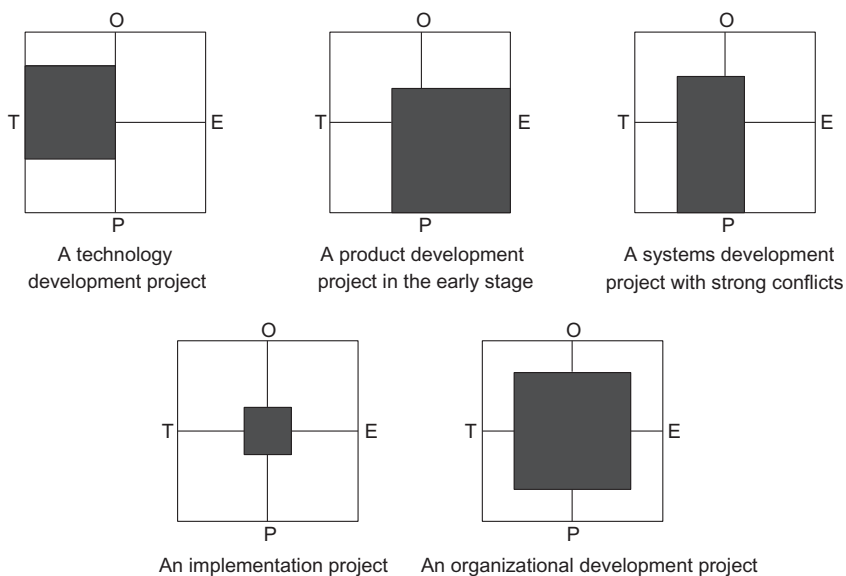 O
O
O
T
E
T
E
T
E
P
P
P
A technology
development project
A product development
project in the early stage
A systems development
project with strong conflicts
O
O
T
E
T
E
P
P
An implementation project
An organizational development project